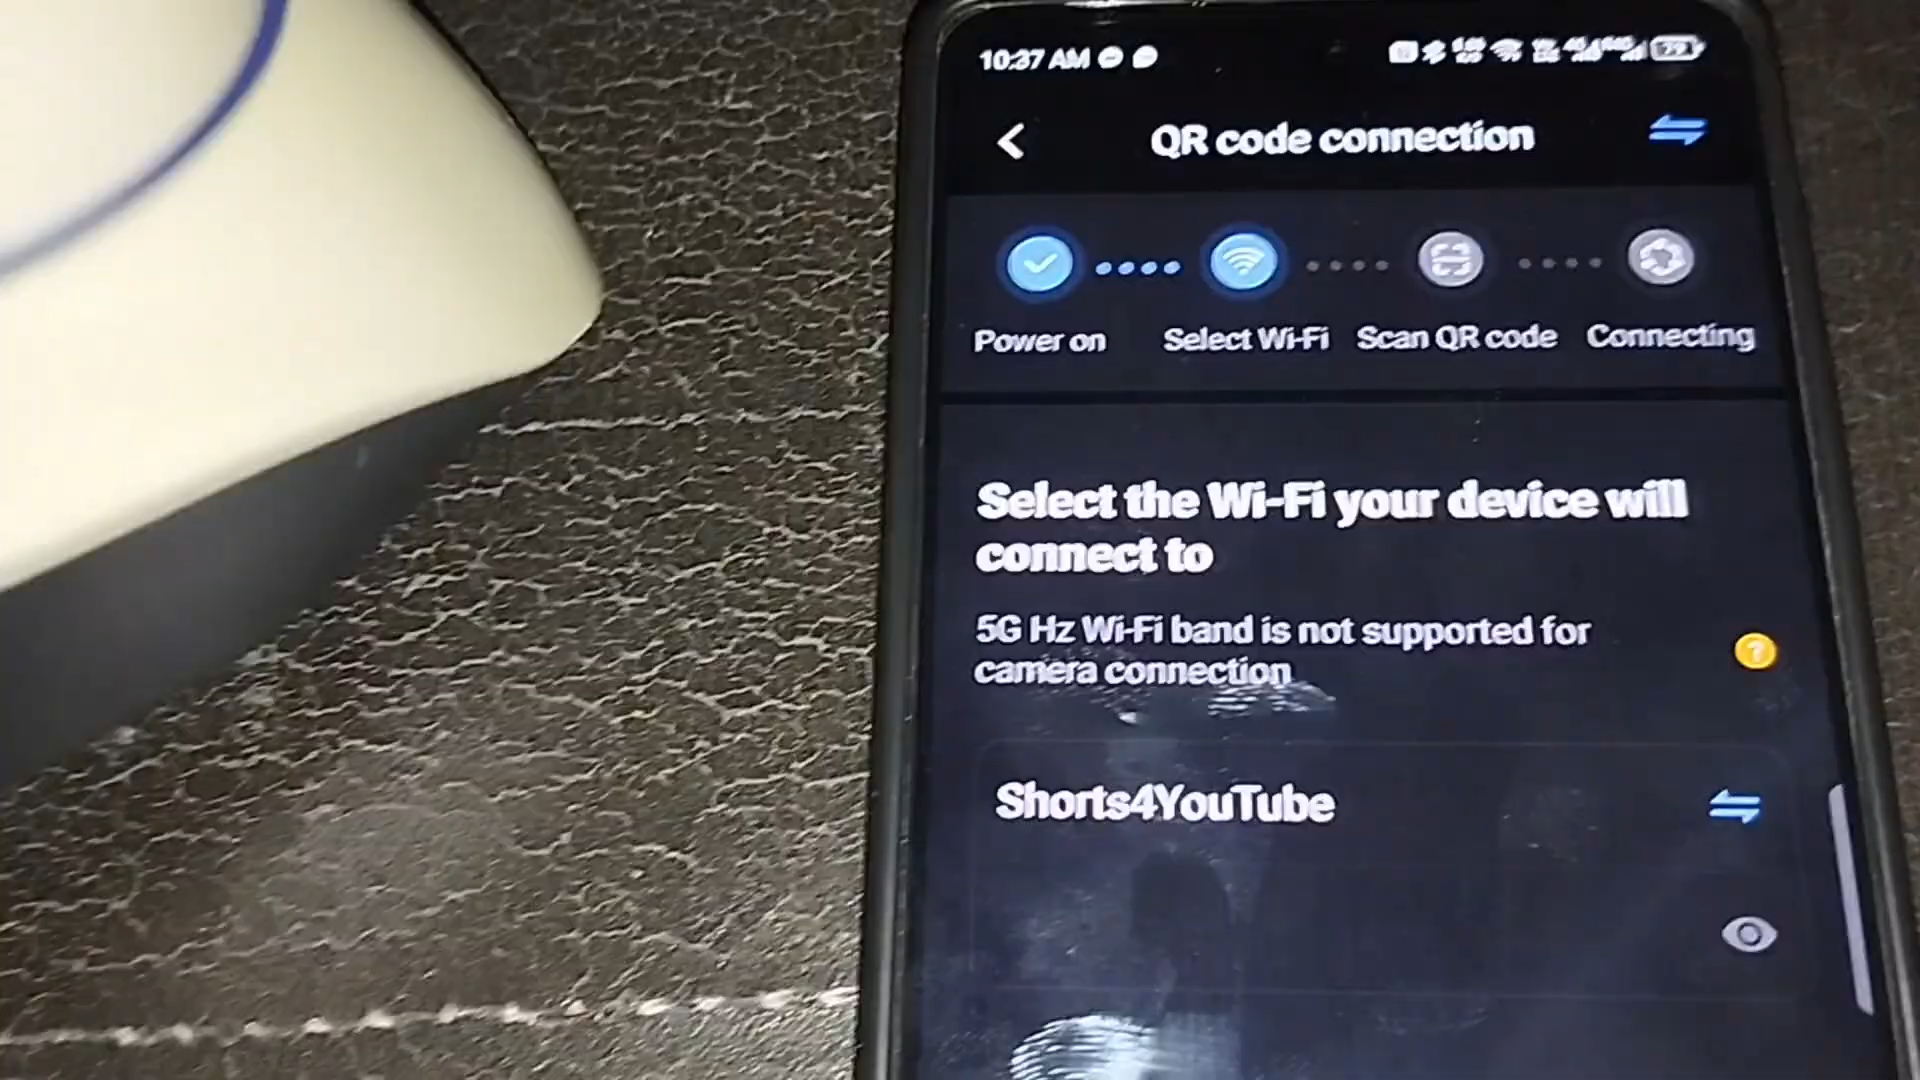 10:37 AM
79
QR code connection
Power on
Select Wi-Fi
Scan QR code
Connecting
Select the Wi-Fi your device will
connect to
5G Hz Wi-Fi band is not supported for
camera connection
?
Shorts4YouTube